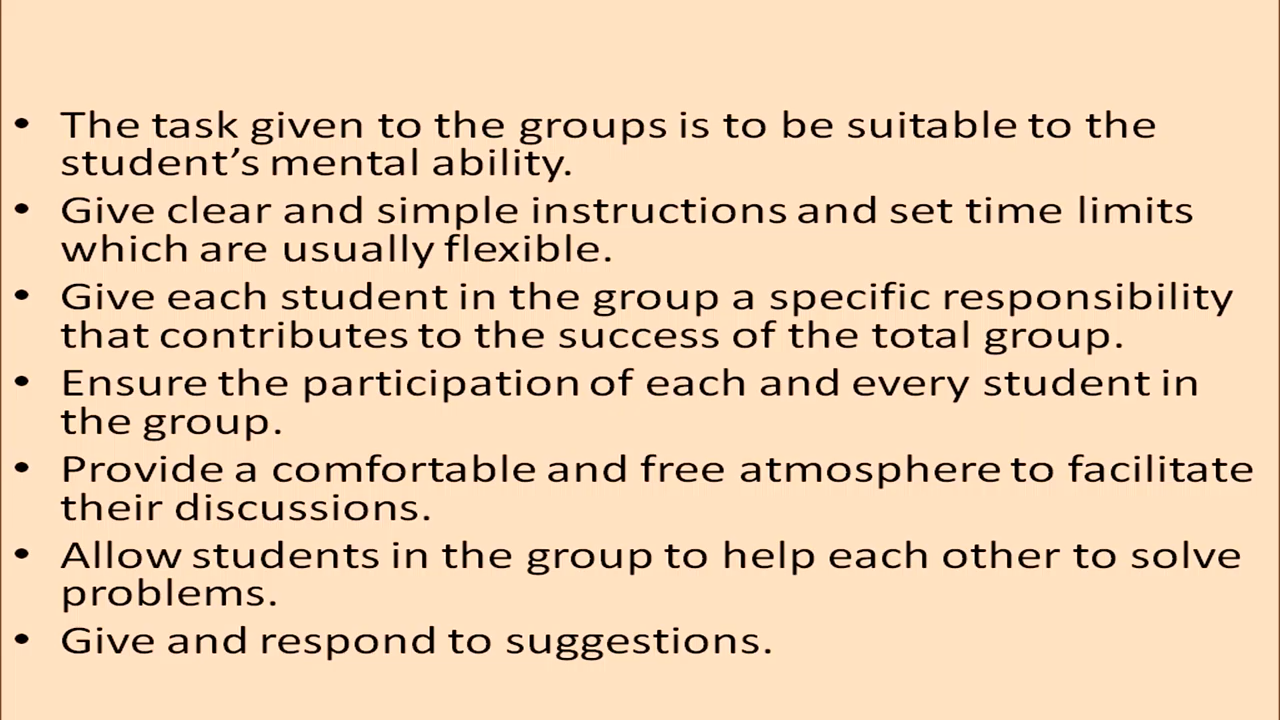 • The task given to the groups is to be suitable to the
student’s mental ability.
• Give clear and simple instructions and set time limits
which are usually flexible.
• Give each student in the group a specific responsibility
that contributes to the success of the total group.
• Ensure the participation of each and every student in
the group.
• Provide a comfortable and free atmosphere to facilitate
their discussions.
• Allow students in the group to help each other to solve
problems.
• Give and respond to suggestions.